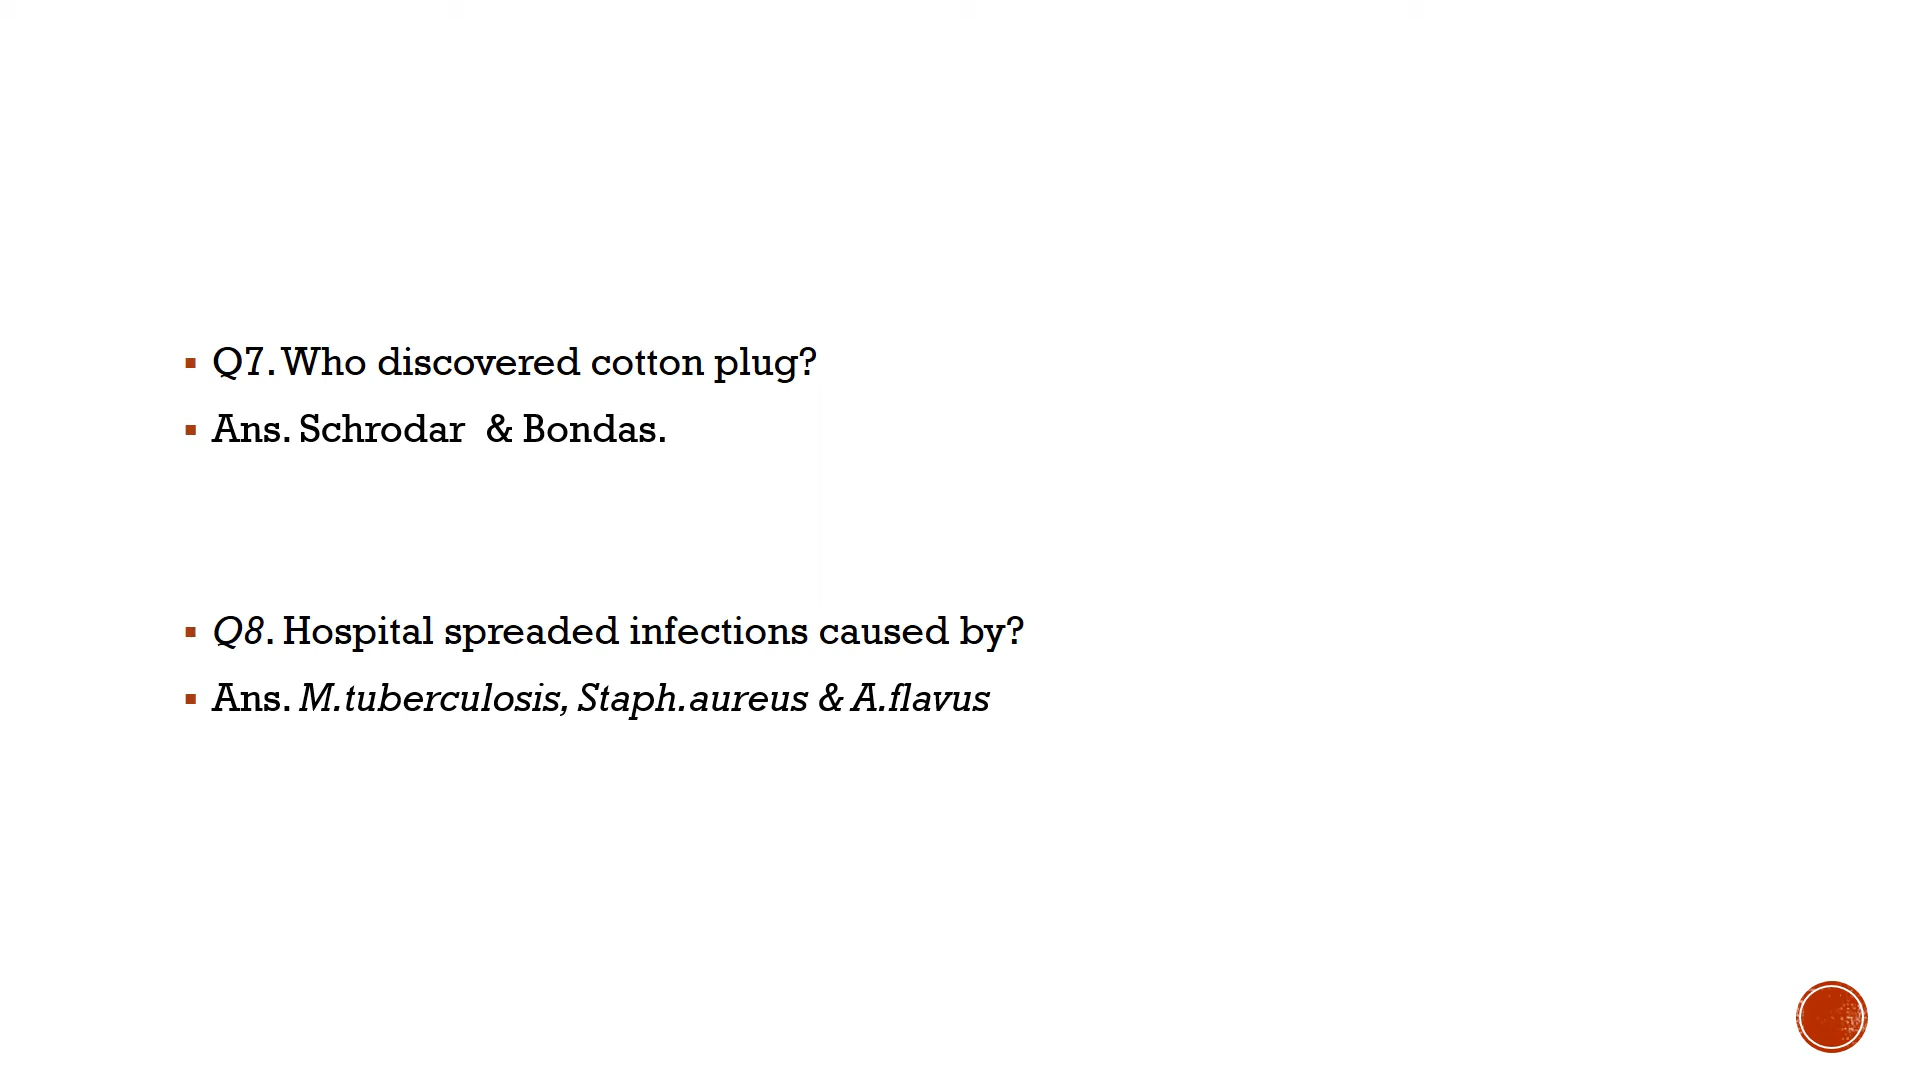 ▪ Q7. Who discovered cotton plug?
▪ Ans. Schrodar & Bondas.
▪ Q8. Hospital spreaded infections caused by?
▪ Ans. M.tuberculosis, Staph.aureus & A.flavus